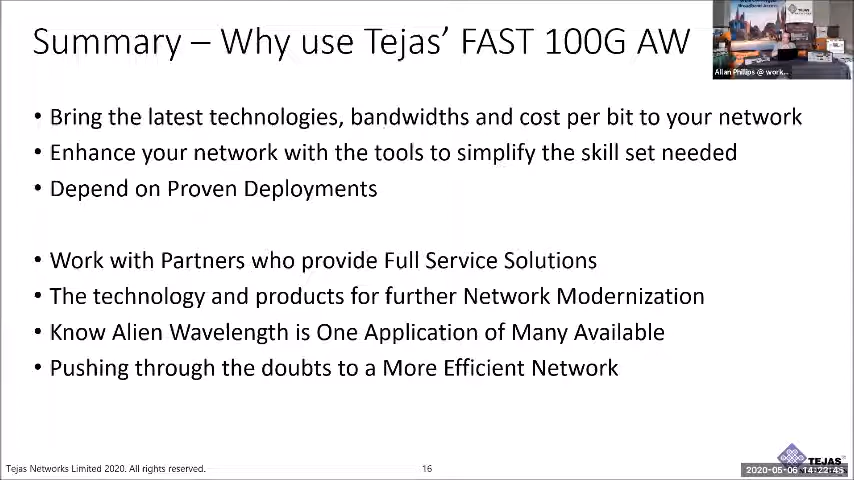 Summary – Why use Tejas' FAST 100G AW
• Bring the latest technologies, bandwidths and cost per bit to your network
• Enhance your network with the tools to simplify the skill set needed
• Depend on Proven Deployments
• Work with Partners who provide Full Service Solutions
• The technology and products for further Network Modernization
• Know Alien Wavelength is One Application of Many Available
• Pushing through the doubts to a More Efficient Network
Broadband Access
TEJAS
Allan Phillips @ work...
Tejas Networks Limited 2020. All rights reserved.
16
TEJAS
2020-05-06 14:22:45